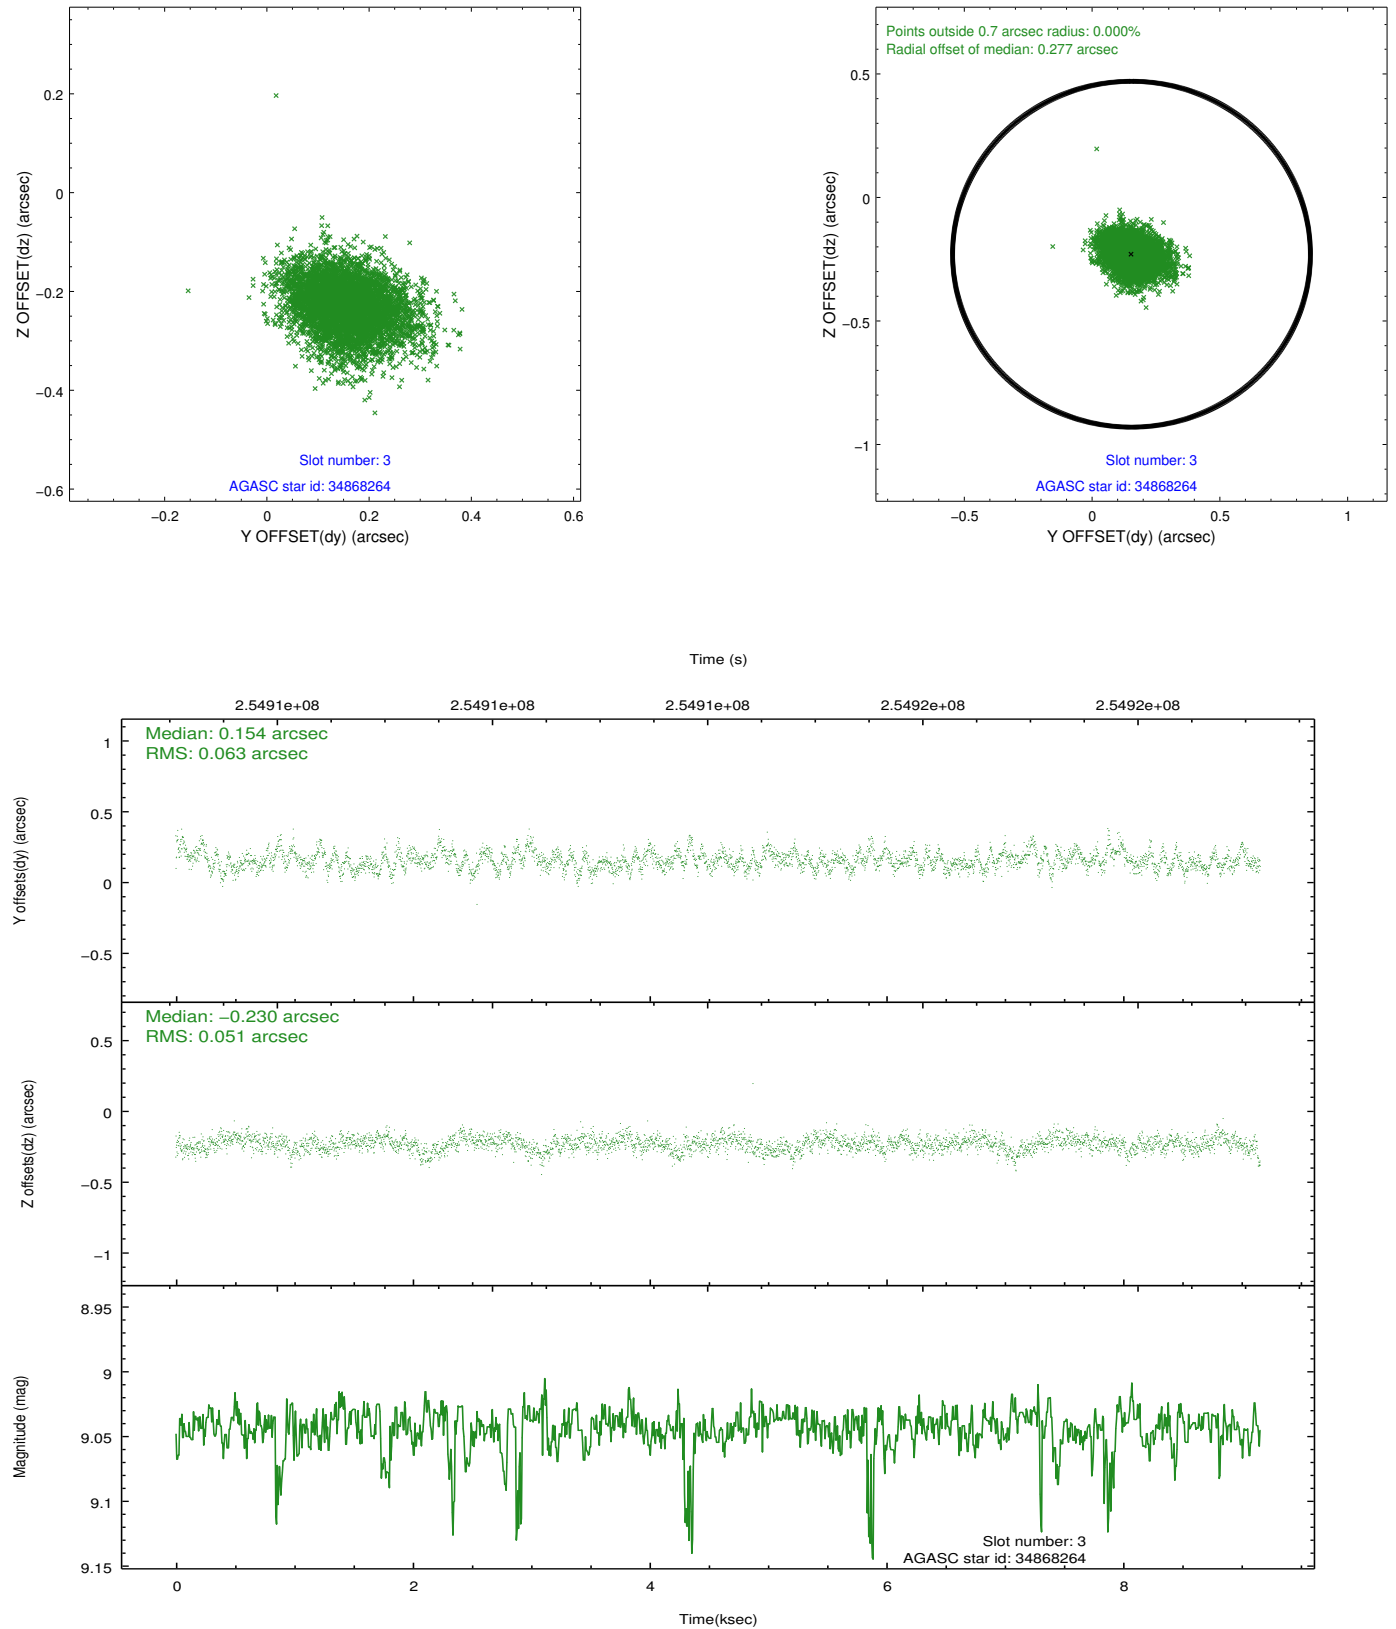 0.2
0
−0.2
−0.4
−0.6
−0.2
0
0.2
0.4
0.6
Z OFFSET(dz) (arcsec)
Y OFFSET(dy) (arcsec)
Slot number: 3
AGASC star id: 34868264
Points outside 0.7 arcsec radius: 0.000%
Radial offset of median: 0.277 arcsec
0.5
0
−0.5
−1
−0.5
0
0.5
1
Z OFFSET(dz) (arcsec)
Y OFFSET(dy) (arcsec)
Slot number: 3
AGASC star id: 34868264
Time (s)
2.5491e+08
2.5491e+08
2.5491e+08
2.5492e+08
2.5492e+08
Median: 0.154 arcsec
RMS: 0.063 arcsec
1
0.5
0
−0.5
Y offsets(dy) (arcsec)
Median: −0.230 arcsec
RMS: 0.051 arcsec
0.5
0
−0.5
−1
Z offsets(dz) (arcsec)
8.95
9
9.05
9.1
9.15
Magnitude (mag)
Slot number: 3
AGASC star id: 34868264
0
2
4
6
8
Time(ksec)